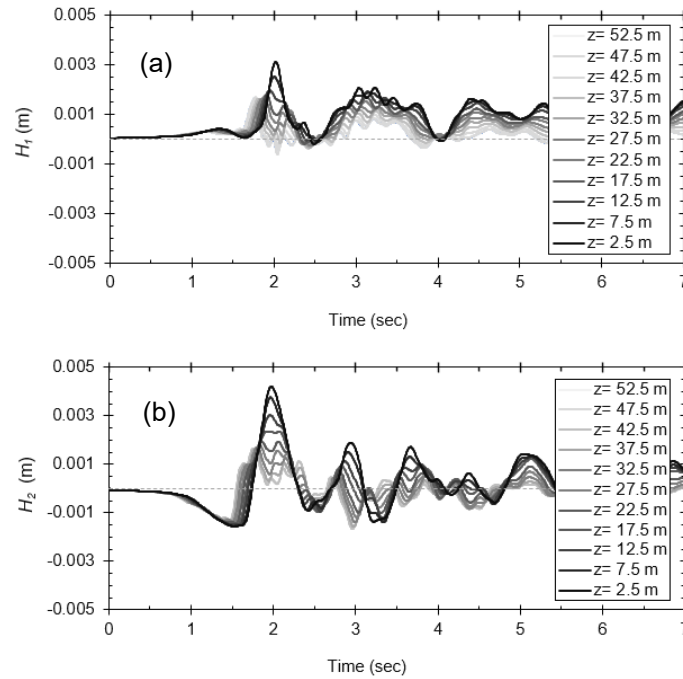 0.005
0.003
0.001
-0.001
-0.003
-0.005
H1 (m)
(a)
z= 52.5 m
z= 47.5 m
z= 42.5 m
z= 37.5 m
z= 32.5 m
z= 27.5 m
z= 22.5 m
z= 17.5 m
z= 12.5 m
z= 7.5 m
z= 2.5 m
0 1 2 3 4 5 6 7
Time (sec)
0.005
0.003
0.001
-0.001
-0.003
-0.005
H2 (m)
(b)
z= 52.5 m
z= 47.5 m
z= 42.5 m
z= 37.5 m
z= 32.5 m
z= 27.5 m
z= 22.5 m
z= 17.5 m
z= 12.5 m
z= 7.5 m
z= 2.5 m
0 1 2 3 4 5 6 7
Time (sec)